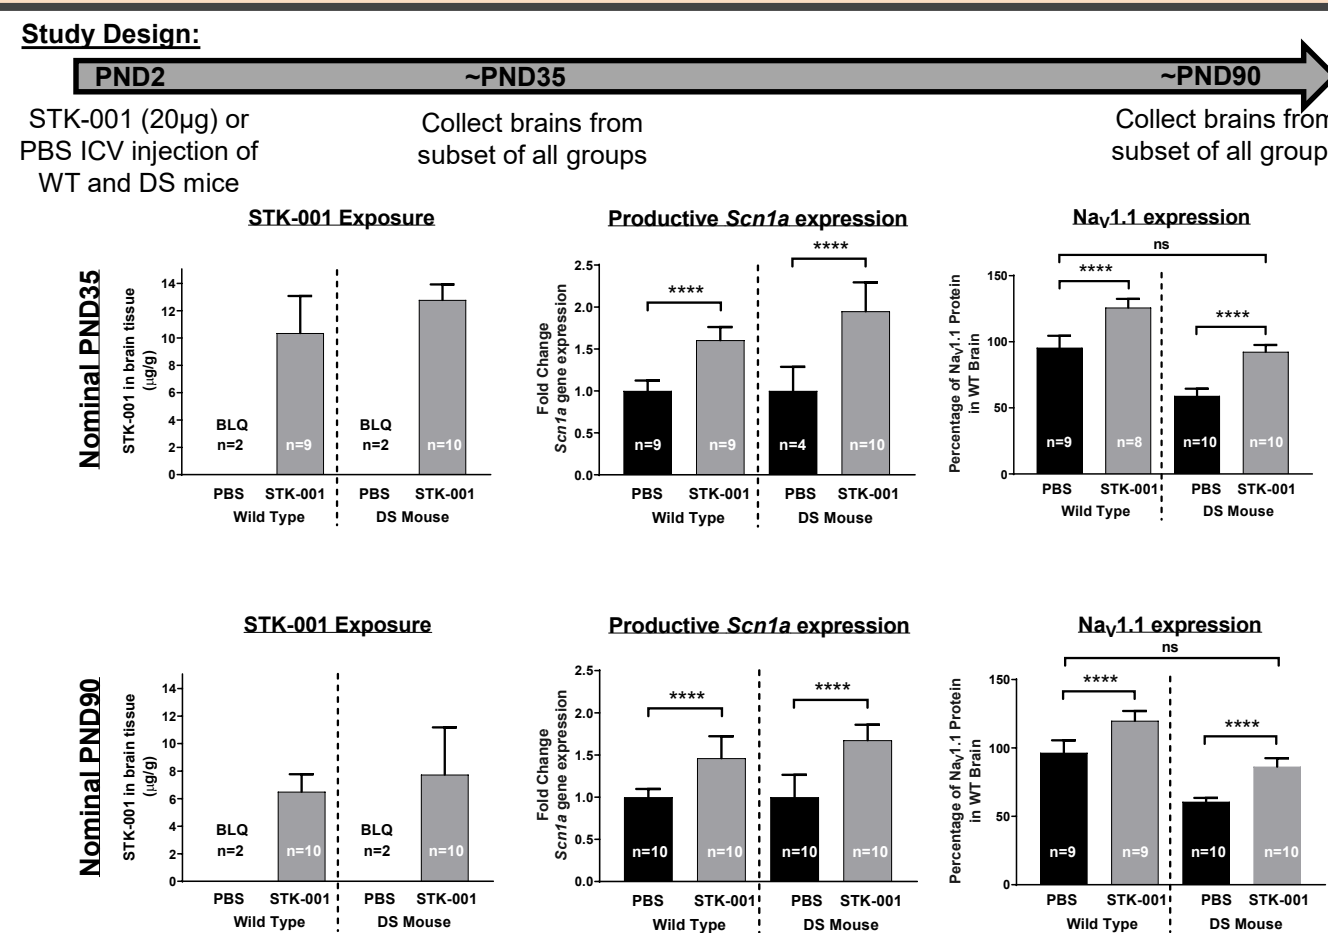 Study Design:
PND2 ~PND35 ~PND90
STK-001 (20µg) or
PBS ICV injection of
WT and DS mice
Collect brains from
subset of all groups
Collect brains from
subset of all group
Nominal PND35
STK-001 Exposure
STK-001 in brain tissue
(µg/g)
14
12
10
8
6
4
2
0
BLQ
n=2
n=9
BLQ
n=2
n=10
PBS STK-001 PBS STK-001
Wild Type DS Mouse
Productive Scn1a expression
Fold Change
Scn1a gene expression
2.5
2.0
1.5
1.0
0.5
0.0
****
****
n=9 n=9 n=4 n=10
PBS STK-001 PBS STK-001
Wild Type DS Mouse
NaV1.1 expression
ns
Percentage of NaV1.1 Protein
in WT Brain
150
100
50
0
****
****
n=9 n=8 n=10 n=10
PBS STK-001 PBS STK-001
Wild Type DS Mouse
Nominal PND90
STK-001 Exposure
STK-001 in brain tissue
(µg/g)
14
12
10
8
6
4
2
0
BLQ
n=2
n=10
BLQ
n=2
n=10
PBS STK-001 PBS STK-001
Wild Type DS Mouse
Productive Scn1a expression
Fold Change
Scn1a gene expression
2.5
2.0
1.5
1.0
0.5
0.0
****
****
n=10 n=10 n=10 n=10
PBS STK-001 PBS STK-001
Wild Type DS Mouse
NaV1.1 expression
ns
Percentage of NaV1.1 Protein
in WT Brain
150
100
50
0
****
****
n=9 n=9 n=10 n=10
PBS STK-001 PBS STK-001
Wild Type DS Mouse